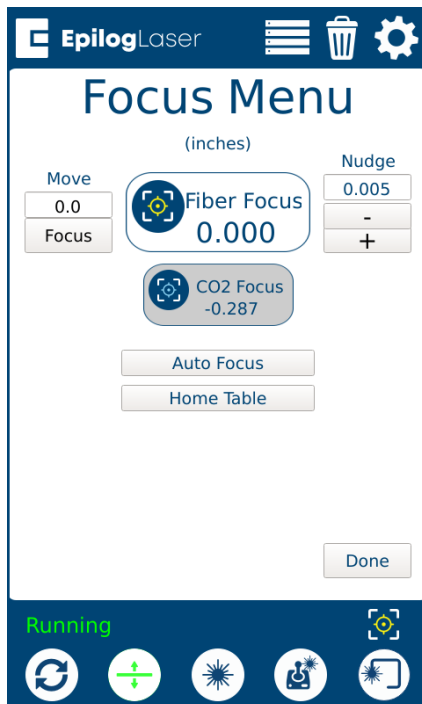 EpilogLaser
Focus Menu
(inches)
Move
0.0
Focus
Fiber Focus
0.000
Nudge
0.005
-
+
CO2 Focus
-0.287
Auto Focus
Home Table
Done
Running